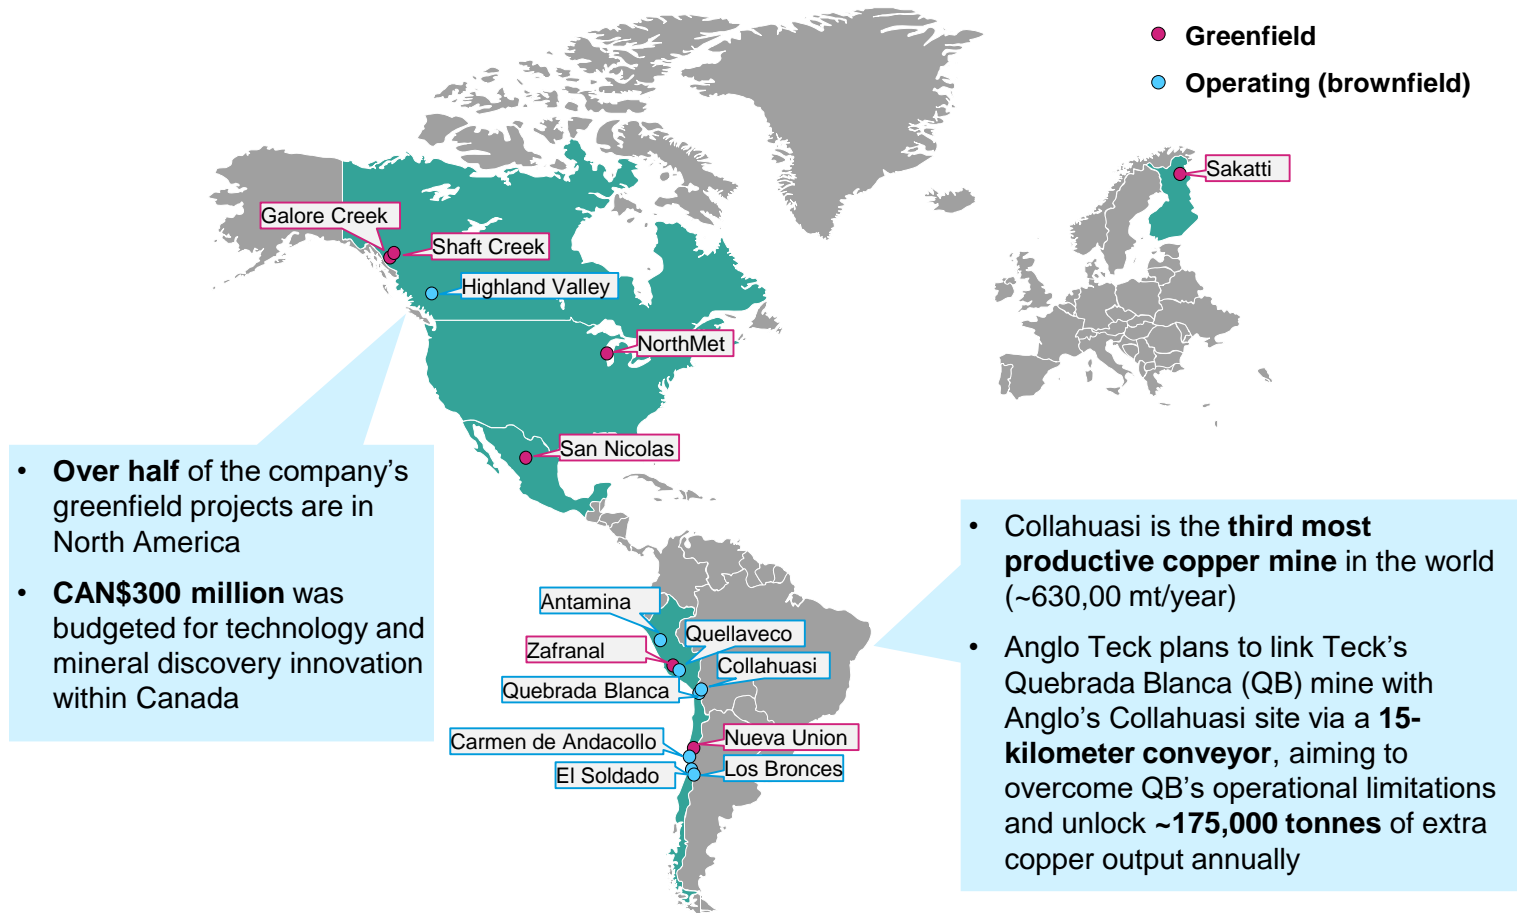 Greenfield
Operating (brownfield)
Sakatti
Galore Creek
Shaft Creek
Highland Valley
NorthMet
San Nicolas
• Over half of the company’s
greenfield projects are in
North America
• CAN$300 million was
budgeted for technology and
mineral discovery innovation
within Canada
Antamina
Quellaveco
Zafranal
Collahuasi
Quebrada Blanca
Nueva Union
Carmen de Andacollo
El Soldado
Los Bronces
• Collahuasi is the third most
productive copper mine in the world
(~630,00 mt/year)
• Anglo Teck plans to link Teck’s
Quebrada Blanca (QB) mine with
Anglo’s Collahuasi site via a 15-
kilometer conveyor, aiming to
overcome QB’s operational limitations
and unlock ~175,000 tonnes of extra
copper output annually